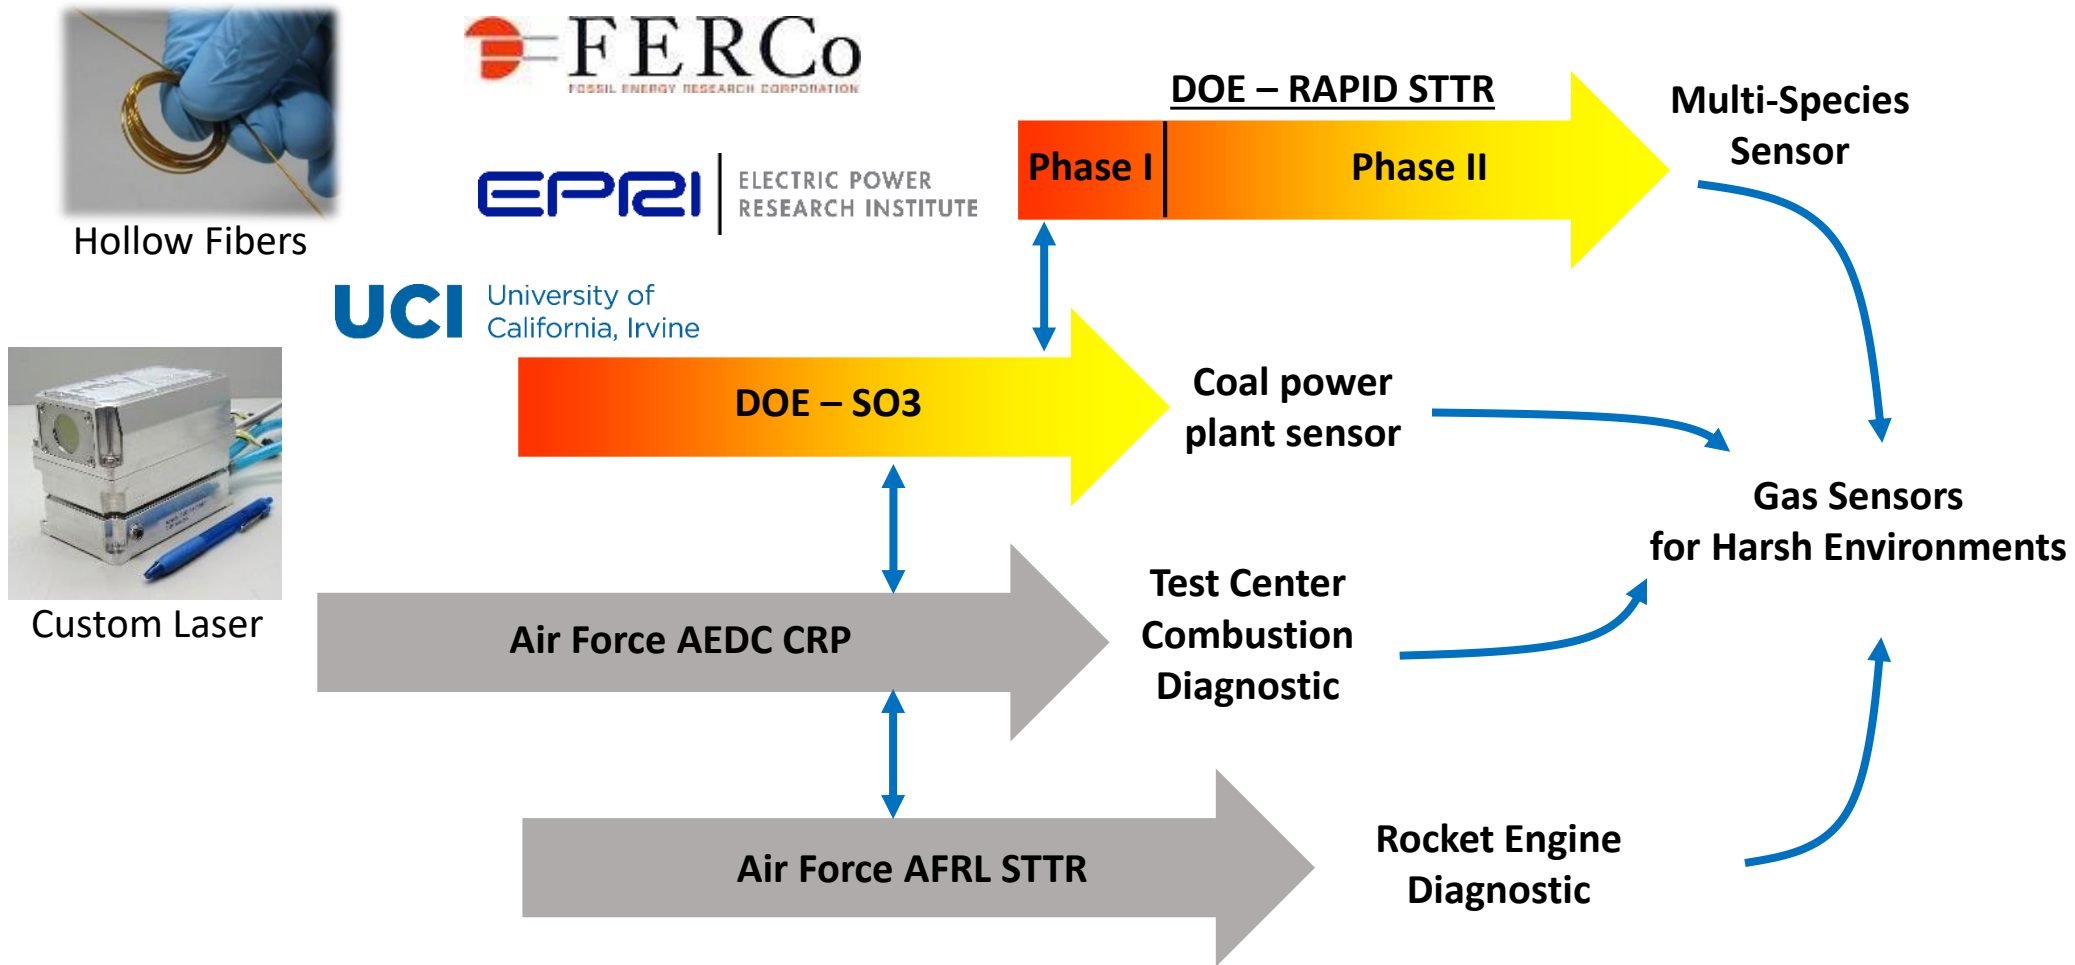 FERCo
FOSSIL ENERGY RESEARCH CORPORATION
DOE – RAPID STTR
Multi-Species
Sensor
Phase I
Phase II
EPRI
ELECTRIC POWER
RESEARCH INSTITUTE
Hollow Fibers
UCI
University of
California, Irvine
DOE – SO3
Coal power
plant sensor
Gas Sensors
for Harsh Environments
Custom Laser
Air Force AEDC CRP
Test Center
Combustion
Diagnostic
Air Force AFRL STTR
Rocket Engine
Diagnostic